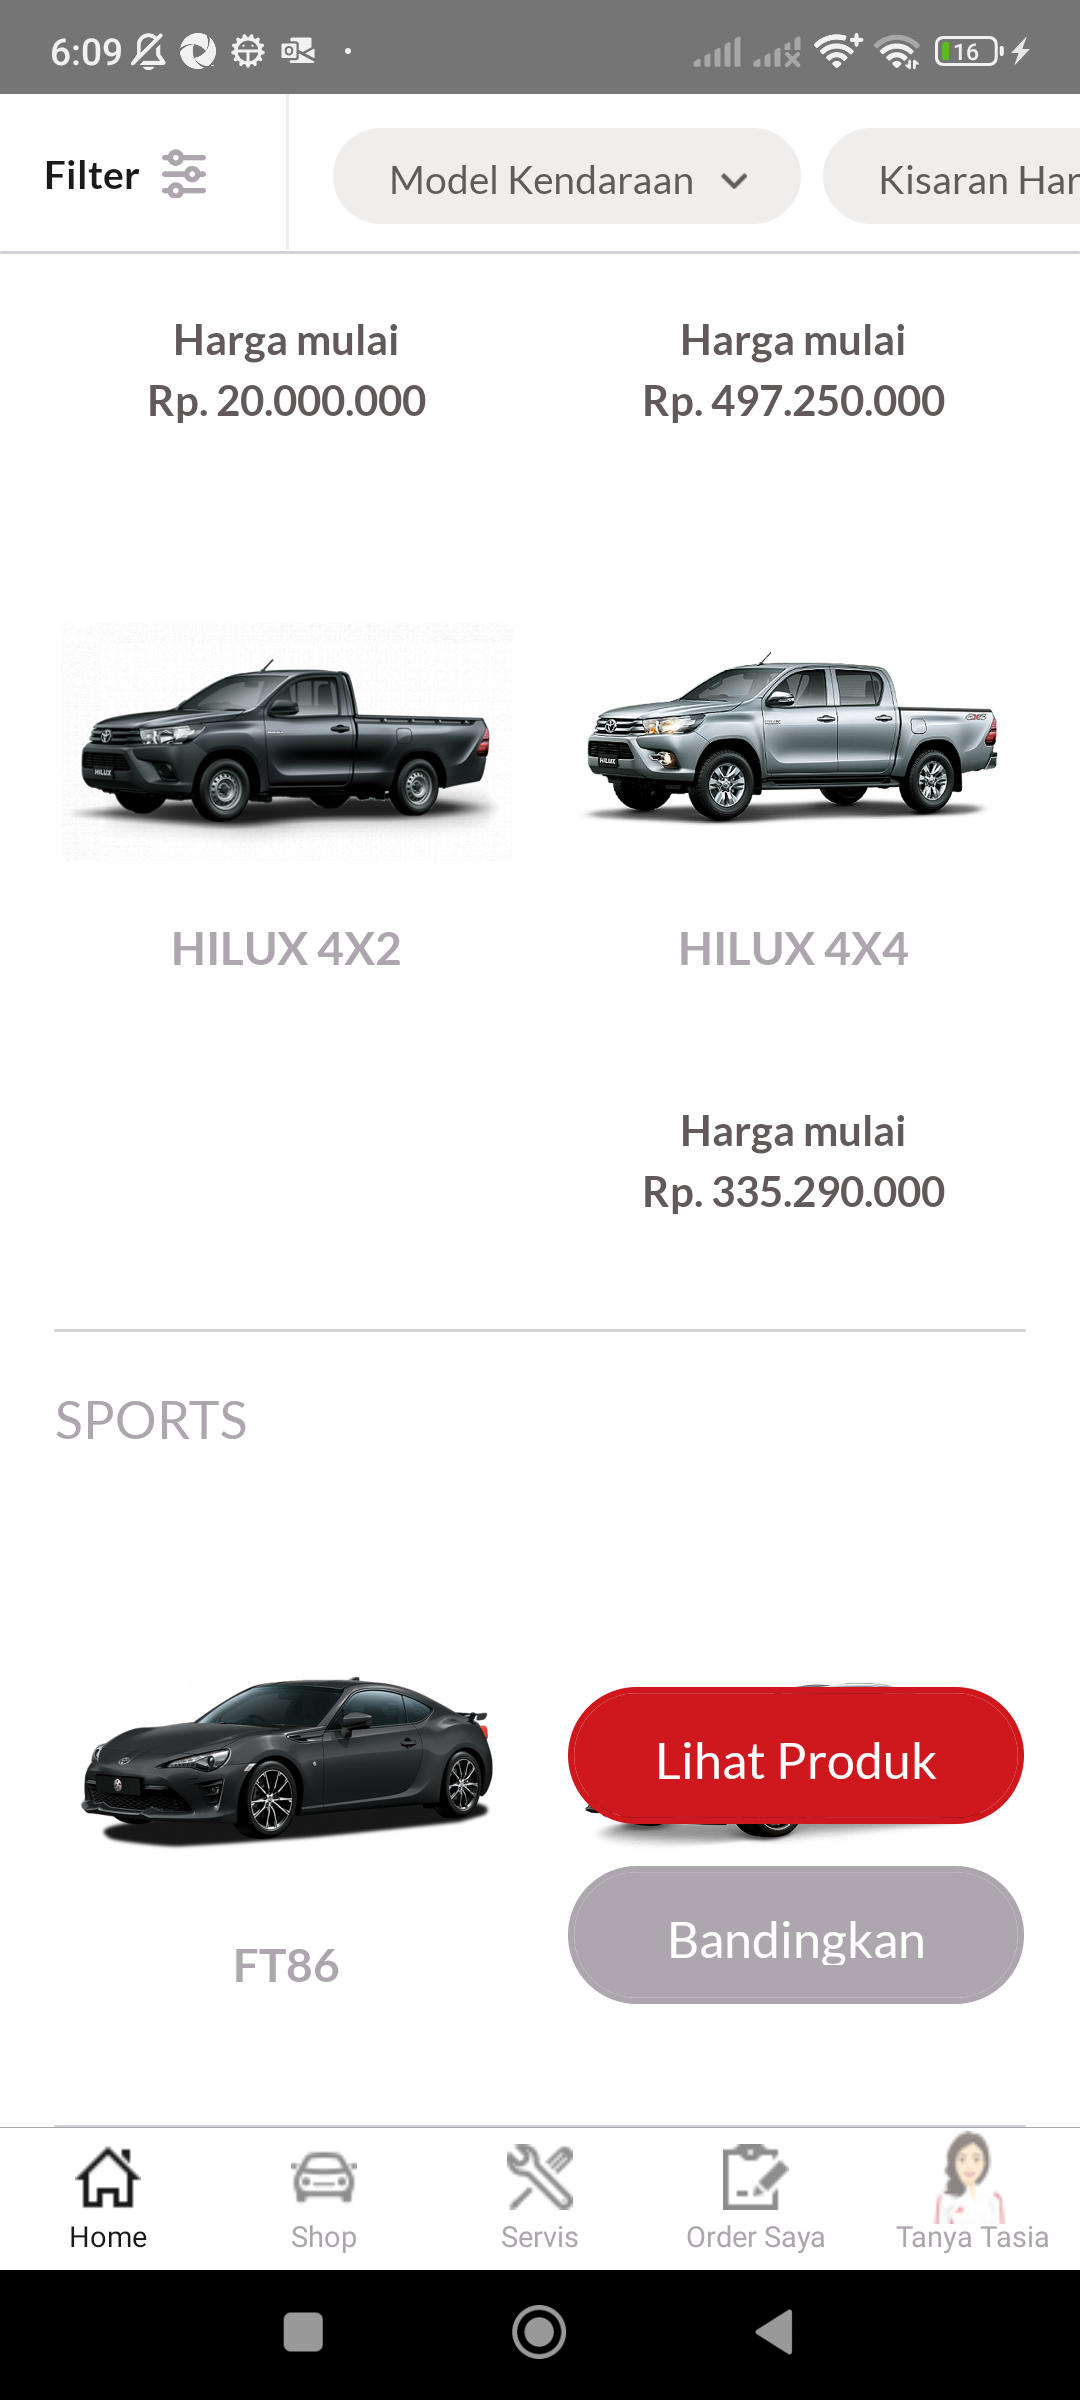 6:09
16
Filter
Model Kendaraan
Kisaran Har
Harga mulai
Rp. 20.000.000
Harga mulai
Rp. 497.250.000
HILUX
HILUX
4X4
HILUX 4X2
HILUX 4X4
Harga mulai
Rp. 335.290.000
SPORTS
Lihat Produk
Bandingkan
FT86
Home
Shop
Servis
Order Saya
Tanya Tasia